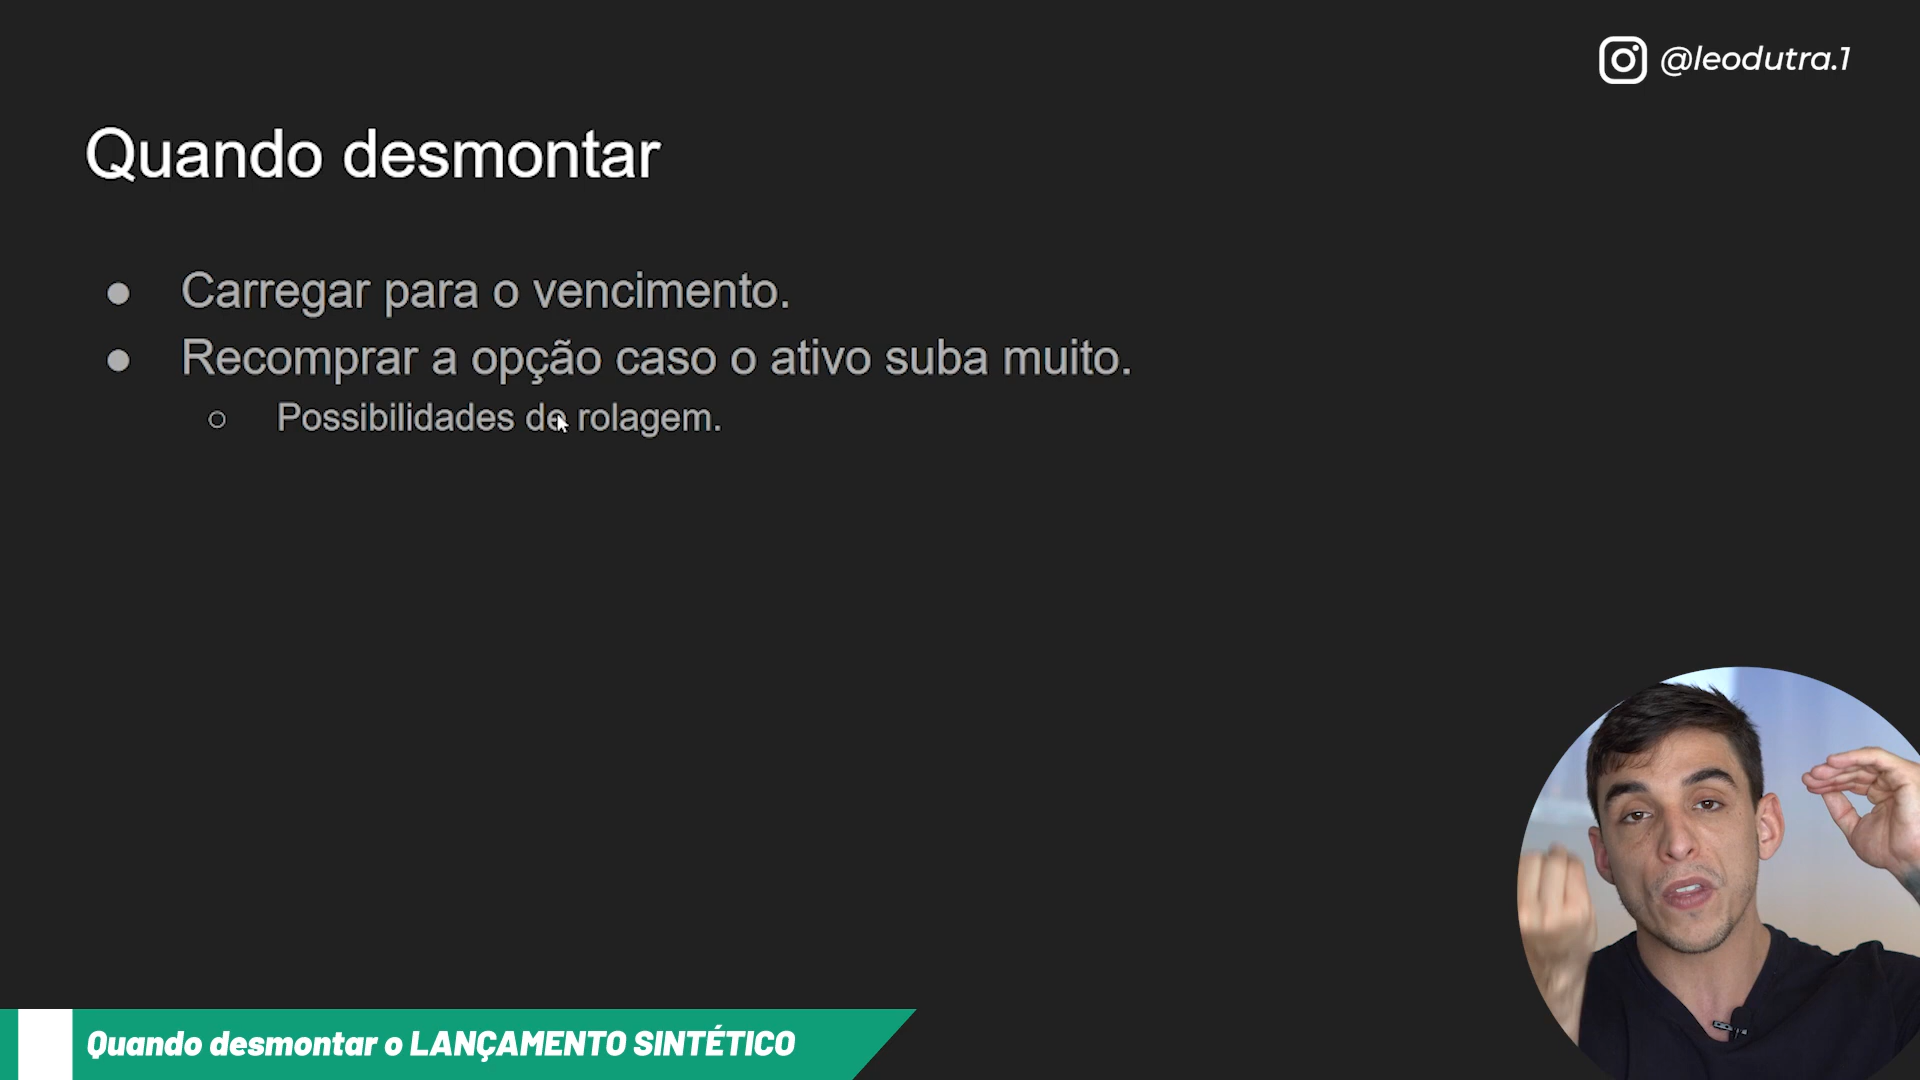 @leodutra.1
Quando desmontar
● Carregar para o vencimento.
● Recomprar a opção caso o ativo suba muito.
○ Possibilidades de rolagem.
Quando desmontar o LANÇAMENTO SINTÉTICO